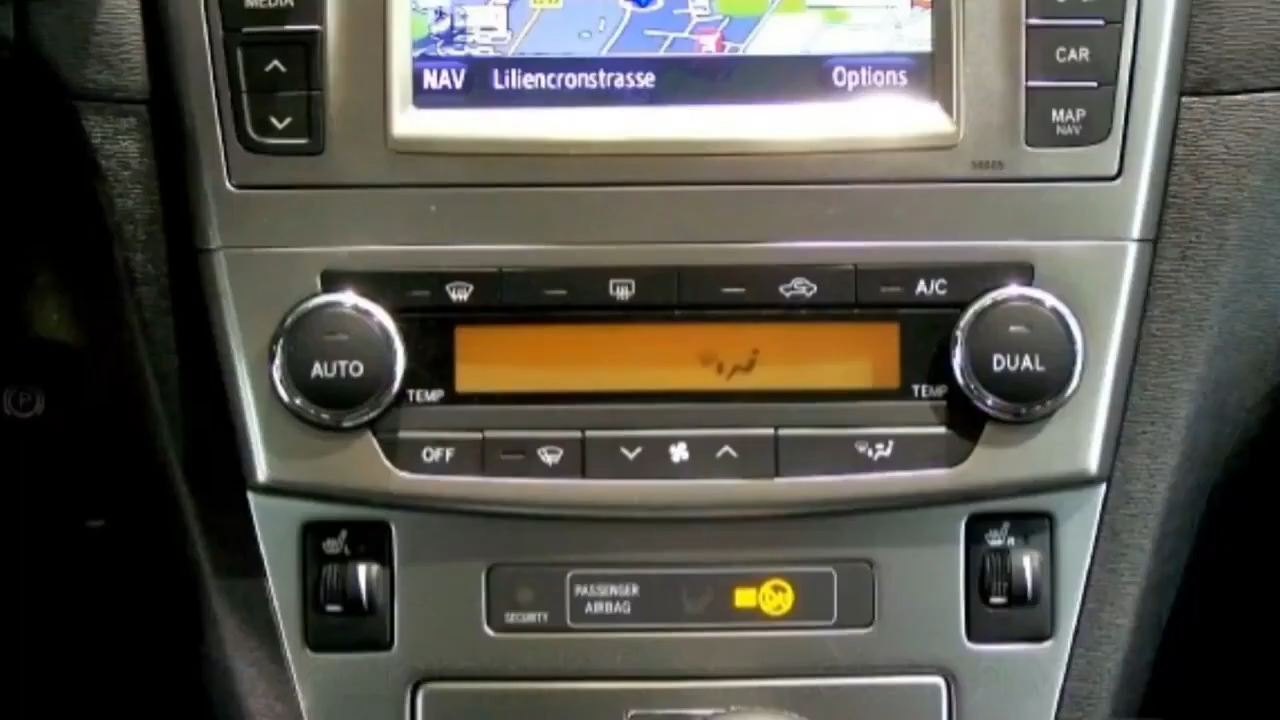 MEDIA
CAR
MAP
NAV
NAV Liliencronstrasse Options
A/C
AUTO
DUAL
TEMP
TEMP
OFF
PASSENGER
AIRBAG
SECURITY